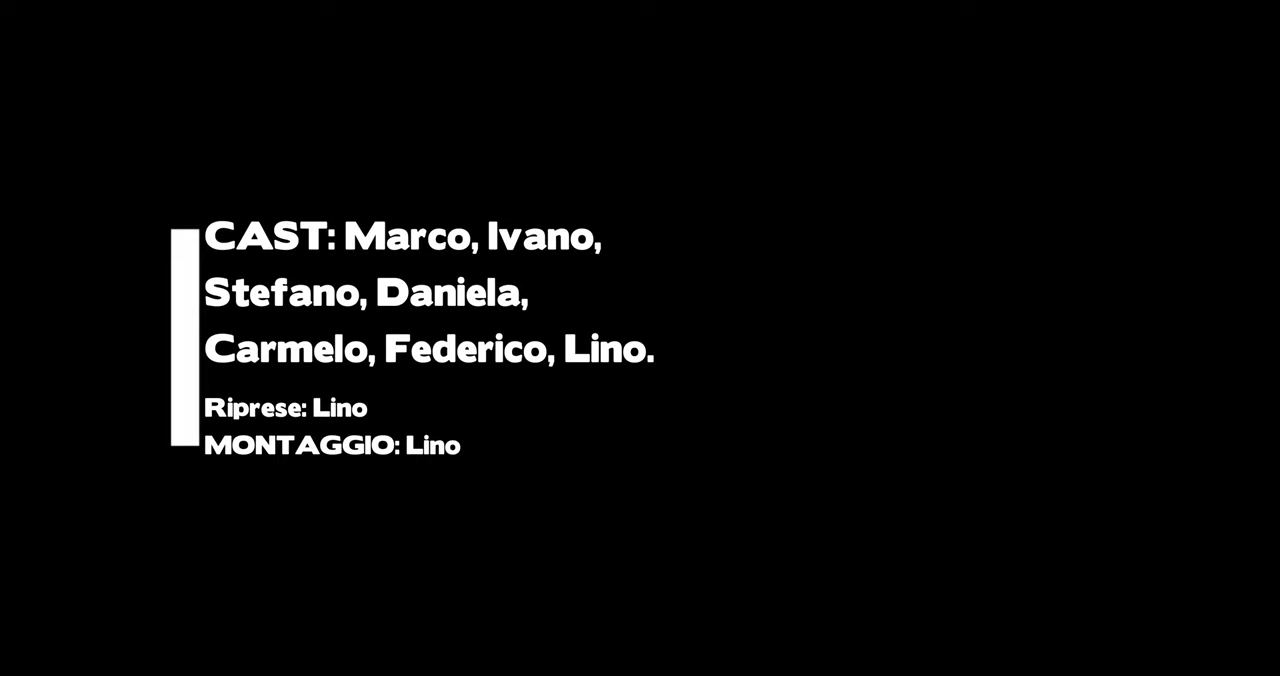 CAST: Marco, Ivano,
Stefano, Daniela,
Carmelo, Federico, Lino.
Riprese: Lino
MONTAGGIO: Lino